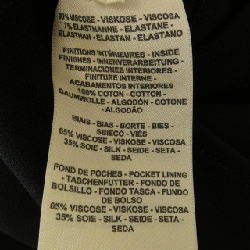 93% VISCOSE - VISKOSE - VISCOSA
7% ELASTHANNE - ELASTANE -
ELASTHAN - ELASTAN - ELASTANO
FINITIONS INTÉRIEURES - INSIDE
FINISHES - INNENVERARBEITUNG -
TERMINACIONES INTERIORES -
FINITURE INTERNE -
ACABAMENTOS INTERIORES
100% COTON - COTTON -
BAUMWOLLE - ALGODÓN - COTONE -
ALGODÃO
BIAIS - BIAS - BORTE - BIES -
SBIECO - VIÉS
65% VISCOSE - VISKOSE - VISCOSA
35% SOIE - SILK - SEIDE - SETA -
SEDA
FOND DE POCHES - POCKET LINING
- TASCHENFUTTER - FONDO DE
BOLSILLO - FONDO TASCA - FUNDO
DE BOLSO
65% VISCOSE - VISKOSE - VISCOSA
35% SOIE - SILK - SEIDE - SETA -
SEDA